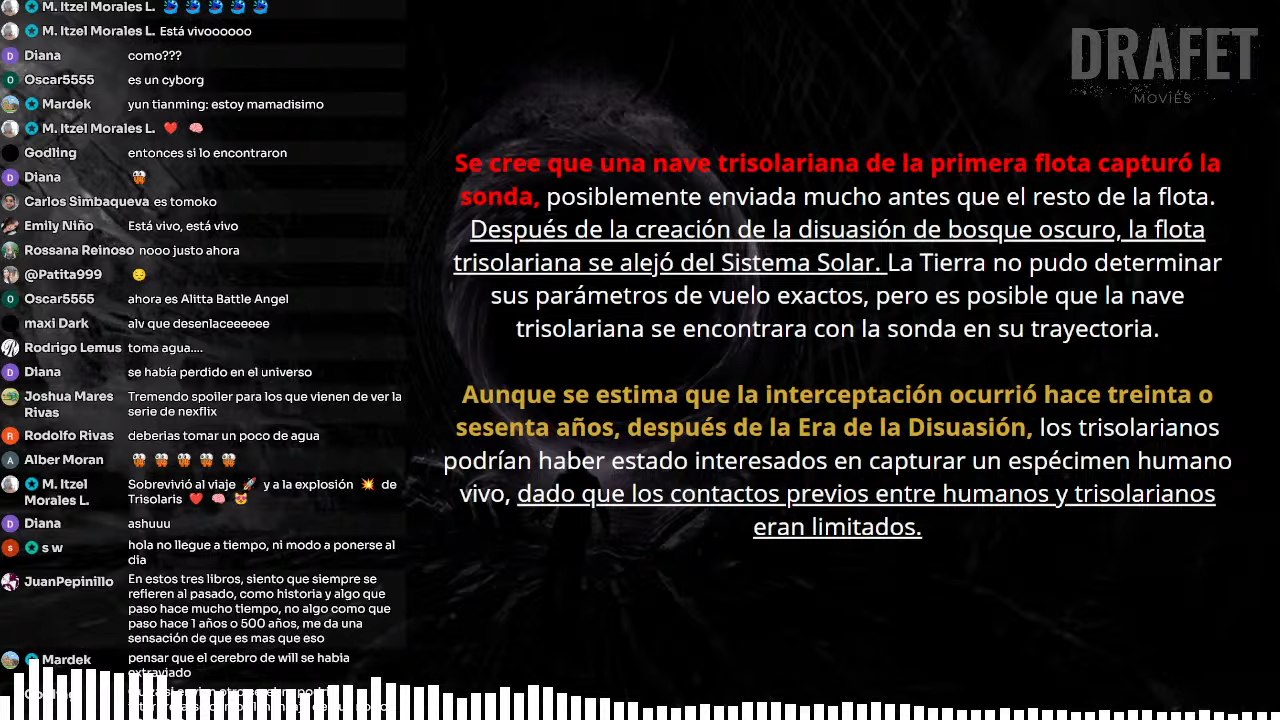 M. Itzel Morales L.
M. Itzel Morales L. Está vivoooooo
Diana como???
Oscar5555 es un cyborg
Mardek yun tianming: estoy mamadisimo
M. Itzel Morales L.
Godling entonces si lo encontraron
Diana
Carlos Simbaqueva es tomoko
Emily Niño Está vivo, está vivo
Rossana Reinoso nooo justo ahora
@Patita999
Oscar5555 ahora es Alitta Battle Angel
maxi Dark alv que desenlaceeeeee
Rodrigo Lemus toma agua....
Diana se había perdido en el universo
Joshua Mares Rivas Tremendo spoiler para los que vienen de ver la
serie de nexflix
Rodolfo Rivas deberias tomar un poco de agua
Alber Moran
M. Itzel Morales L. Sobrevivió al viaje y a la explosión de
Trisolaris
Diana ashuuu
s w hola no llegue a tiempo, ni modo a ponerse al
dia
JuanPepinillo En estos tres libros, siento que siempre se
refieren al pasado, como historia y algo que
paso hace mucho tiempo, no algo como que
paso hace 1 años o 500 años, me da una
sensación de que es mas que eso
Mardek pensar que el cerebro de will se habia
extraviado
DRAFET
MOVIES
Se cree que una nave trisolariana de la primera flota capturó la
sonda, posiblemente enviada mucho antes que el resto de la flota.
Después de la creación de la disuasión de bosque oscuro, la flota
trisolariana se alejó del Sistema Solar. La Tierra no pudo determinar
sus parámetros de vuelo exactos, pero es posible que la nave
trisolariana se encontrara con la sonda en su trayectoria.
Aunque se estima que la interceptación ocurrió hace treinta o
sesenta años, después de la Era de la Disuasión, los trisolarianos
podrían haber estado interesados en capturar un espécimen humano
vivo, dado que los contactos previos entre humanos y trisolarianos
eran limitados.